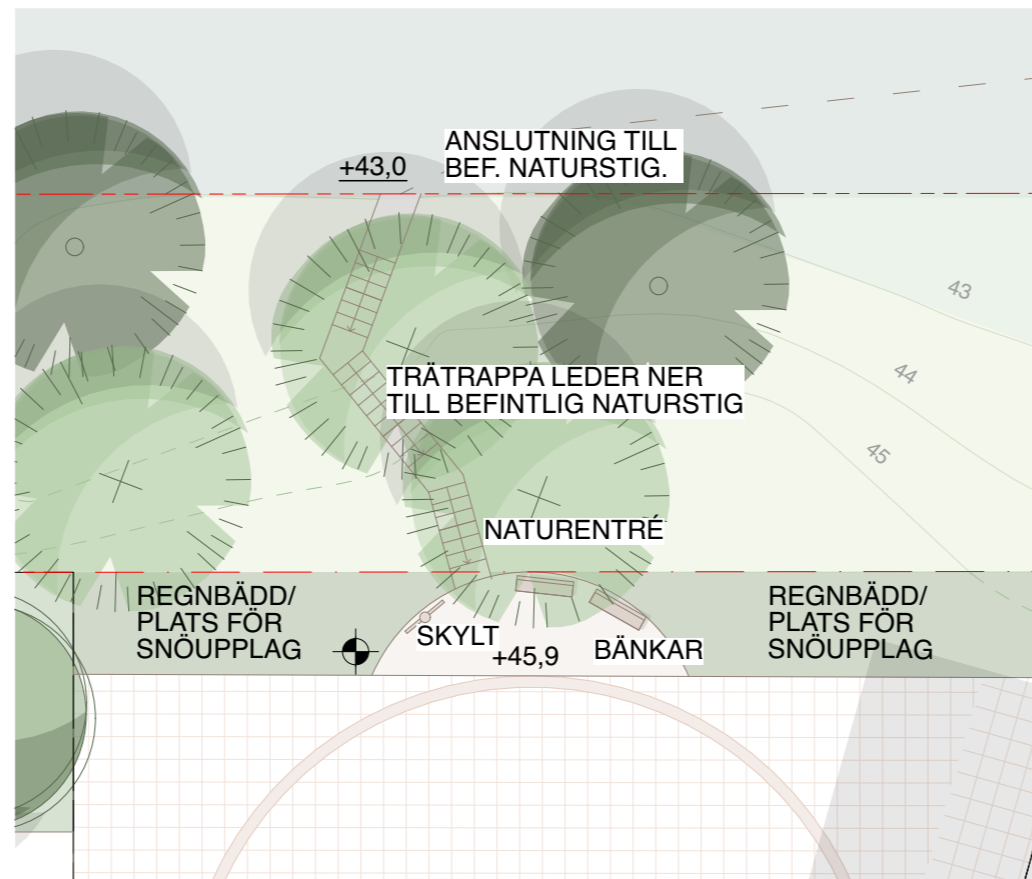 ANSLUTNING TILL
BEF. NATURSTIG.
+43,0
43
44
TRÄTRAPPA LEDER NER
TILL BEFINTLIG NATURSTIG
45
NATURENTRÉ
REGNBÄDD/
PLATS FÖR
SNÖUPPLAG
SKYLT
+45,9
BÄNKAR
REGNBÄDD/
PLATS FÖR
SNÖUPPLAG